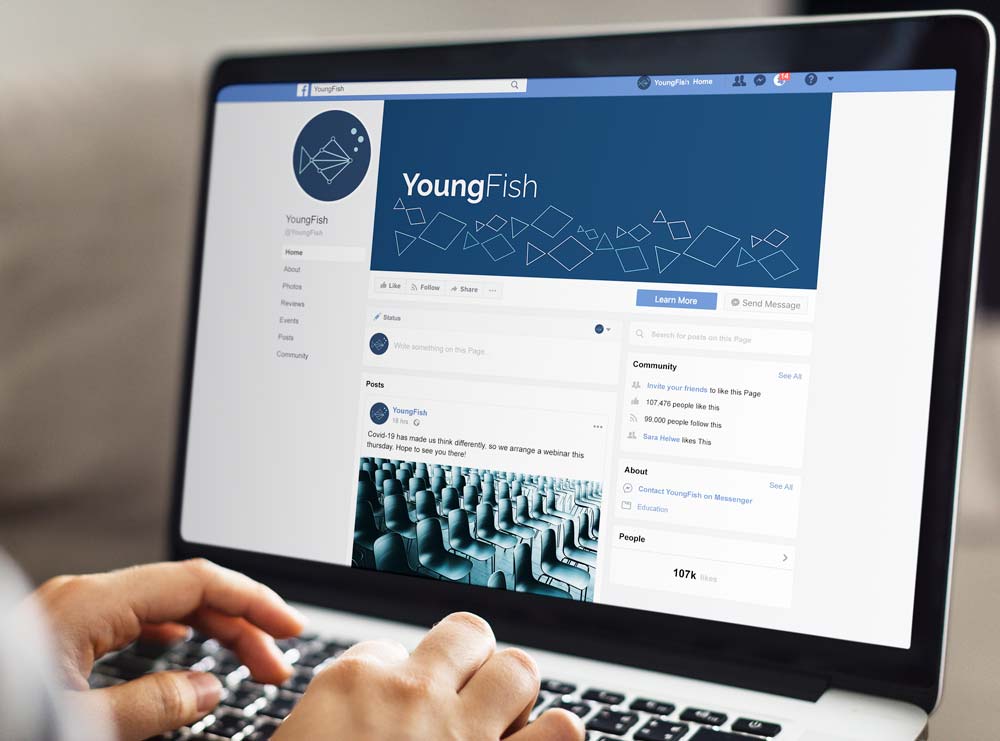 f YoungFish
YoungFish Home 14 ?
YoungFish
YoungFish
@YoungFish
Home
About
Photos
Reviews
Events
Posts
Community
Like Follow Share ...
Learn More Send Message
Status
Write something on this Page...
Posts
YoungFish
18 hrs
Covid-19 has made us think differently, so we arrange a webinar this
thursday. Hope to see you there!
Search for posts on this Page
Community See All
Invite your friends to like this Page
107,476 people like this
99,000 people follow this
Sara Helwe likes This
About See All
Contact YoungFish on Messenger
Education
People
107k likes